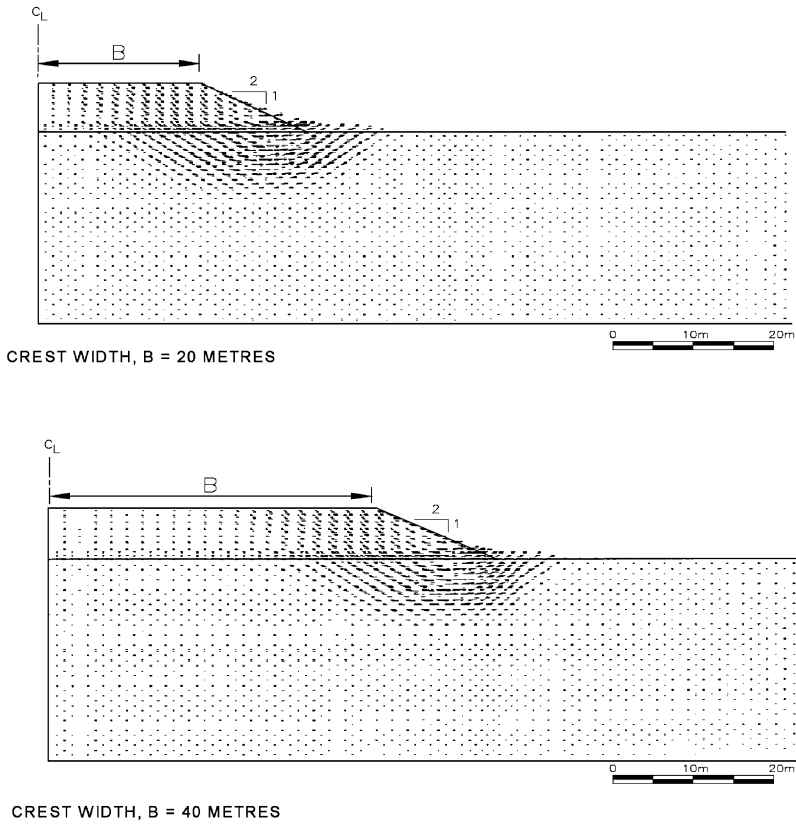 CL
B
2
1
0 10m 20m
CREST WIDTH, B = 20 METRES
CL
B
2
1
0 10m 20m
CREST WIDTH, B = 40 METRES